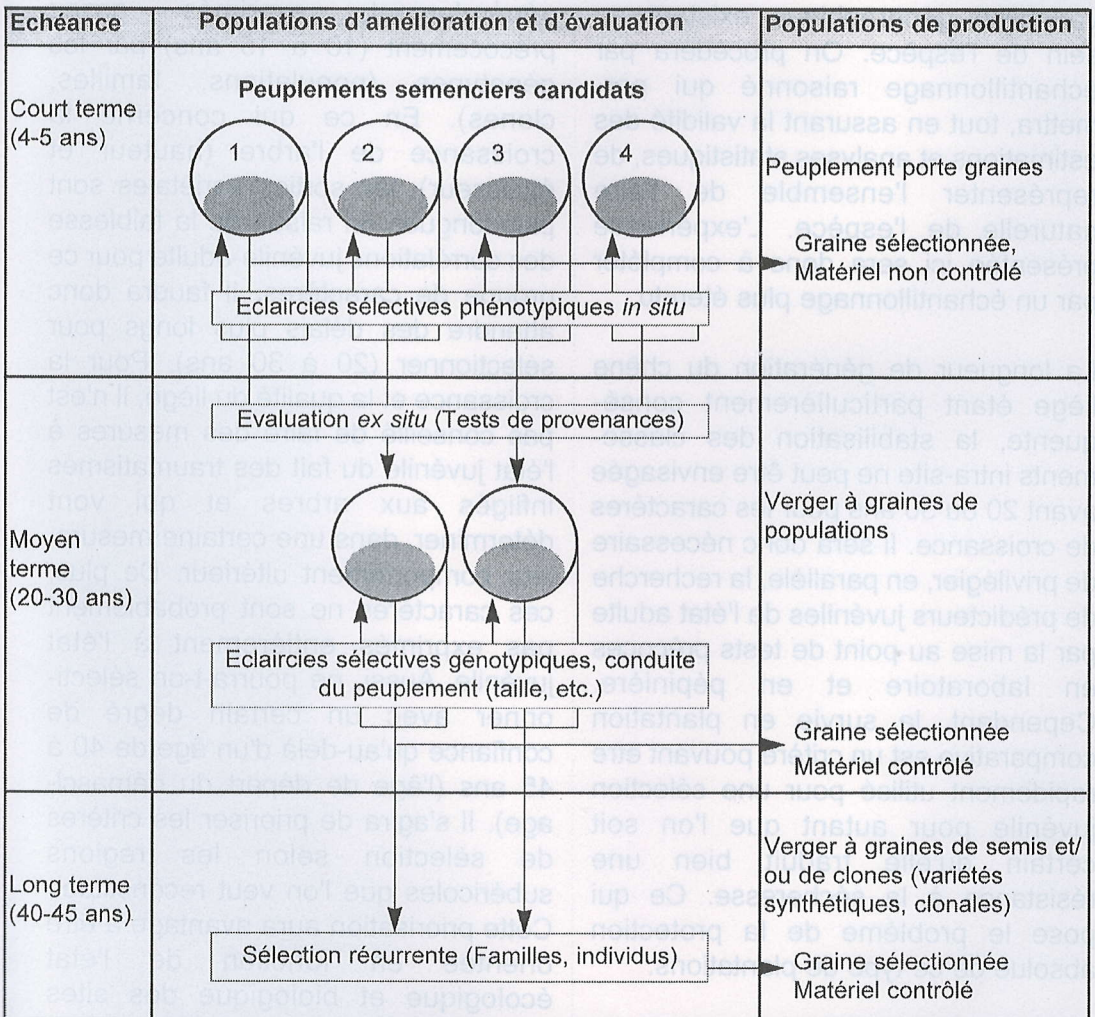 Echéance
Populations d'amélioration et d'évaluation
Populations de production
Court terme
(4-5 ans)
Peuplements semenciers candidats
1
2
3
4
Eclaircies sélectives phénotypiques in situ
Peuplement porte graines
Graine sélectionnée,
Matériel non contrôlé
Moyen
terme
(20-30 ans)
Evaluation ex situ (Tests de provenances)
Eclaircies sélectives génotypiques, conduite
du peuplement (taille, etc.)
Verger à graines de
populations
Graine sélectionnée
Matériel contrôlé
Long terme
(40-45 ans)
Sélection récurrente (Familles, individus)
Verger à graines de semis et/
ou de clones (variétés
synthétiques, clonales)
Graine sélectionnée
Matériel contrôlé